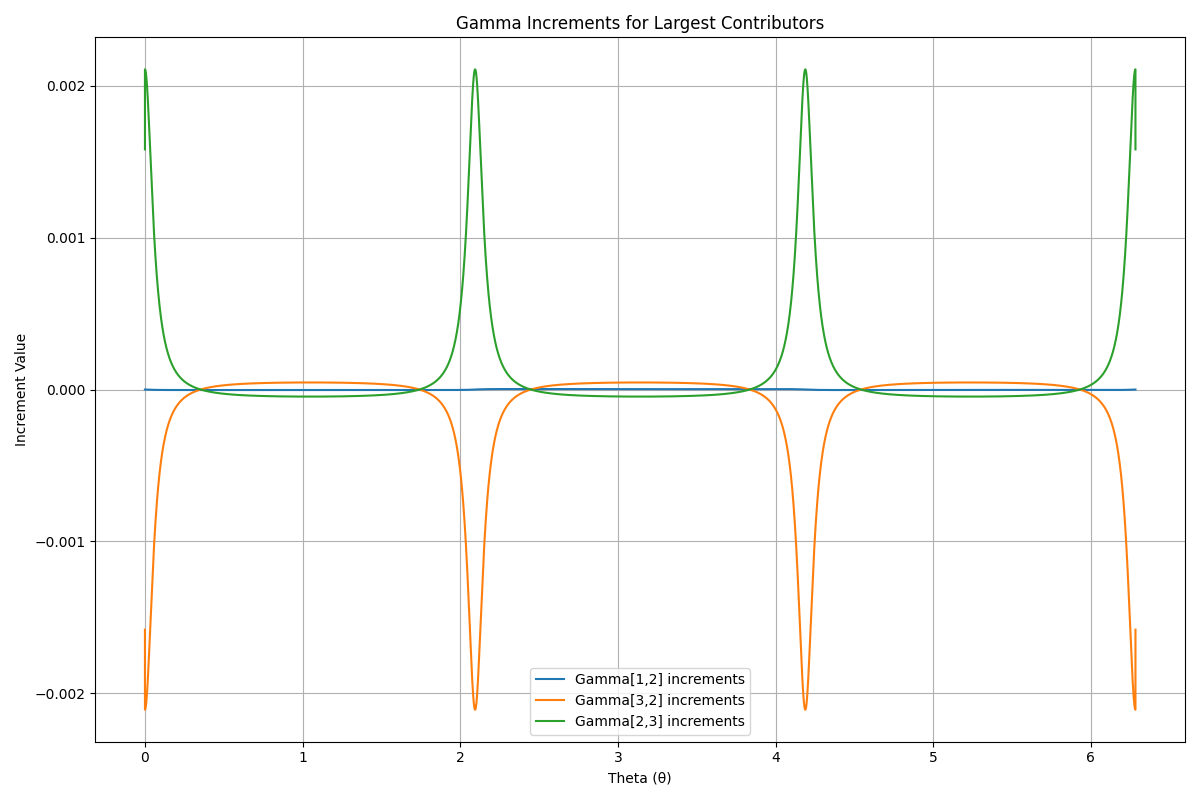 Gamma Increments for Largest Contributors
Increment Value
0.002
0.001
0.000
−0.001
−0.002
Gamma[1,2] increments
Gamma[3,2] increments
Gamma[2,3] increments
0 1 2 3 4 5 6
Theta (θ)